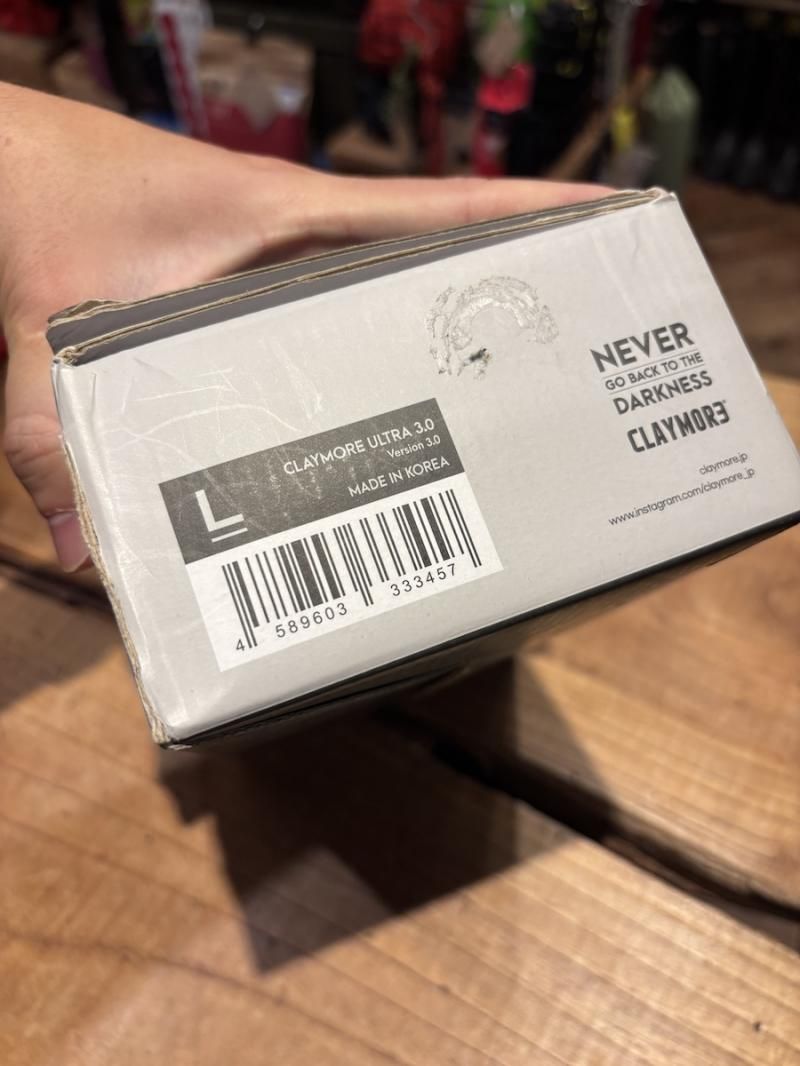 NEVER
GO BACK TO THE
DARKNESS
CLAYMORE
claymore.jp
www.instagram.com/claymore_jp
L
CLAYMORE ULTRA 3.0
Version 3.0
MADE IN KOREA
4 589603 333457